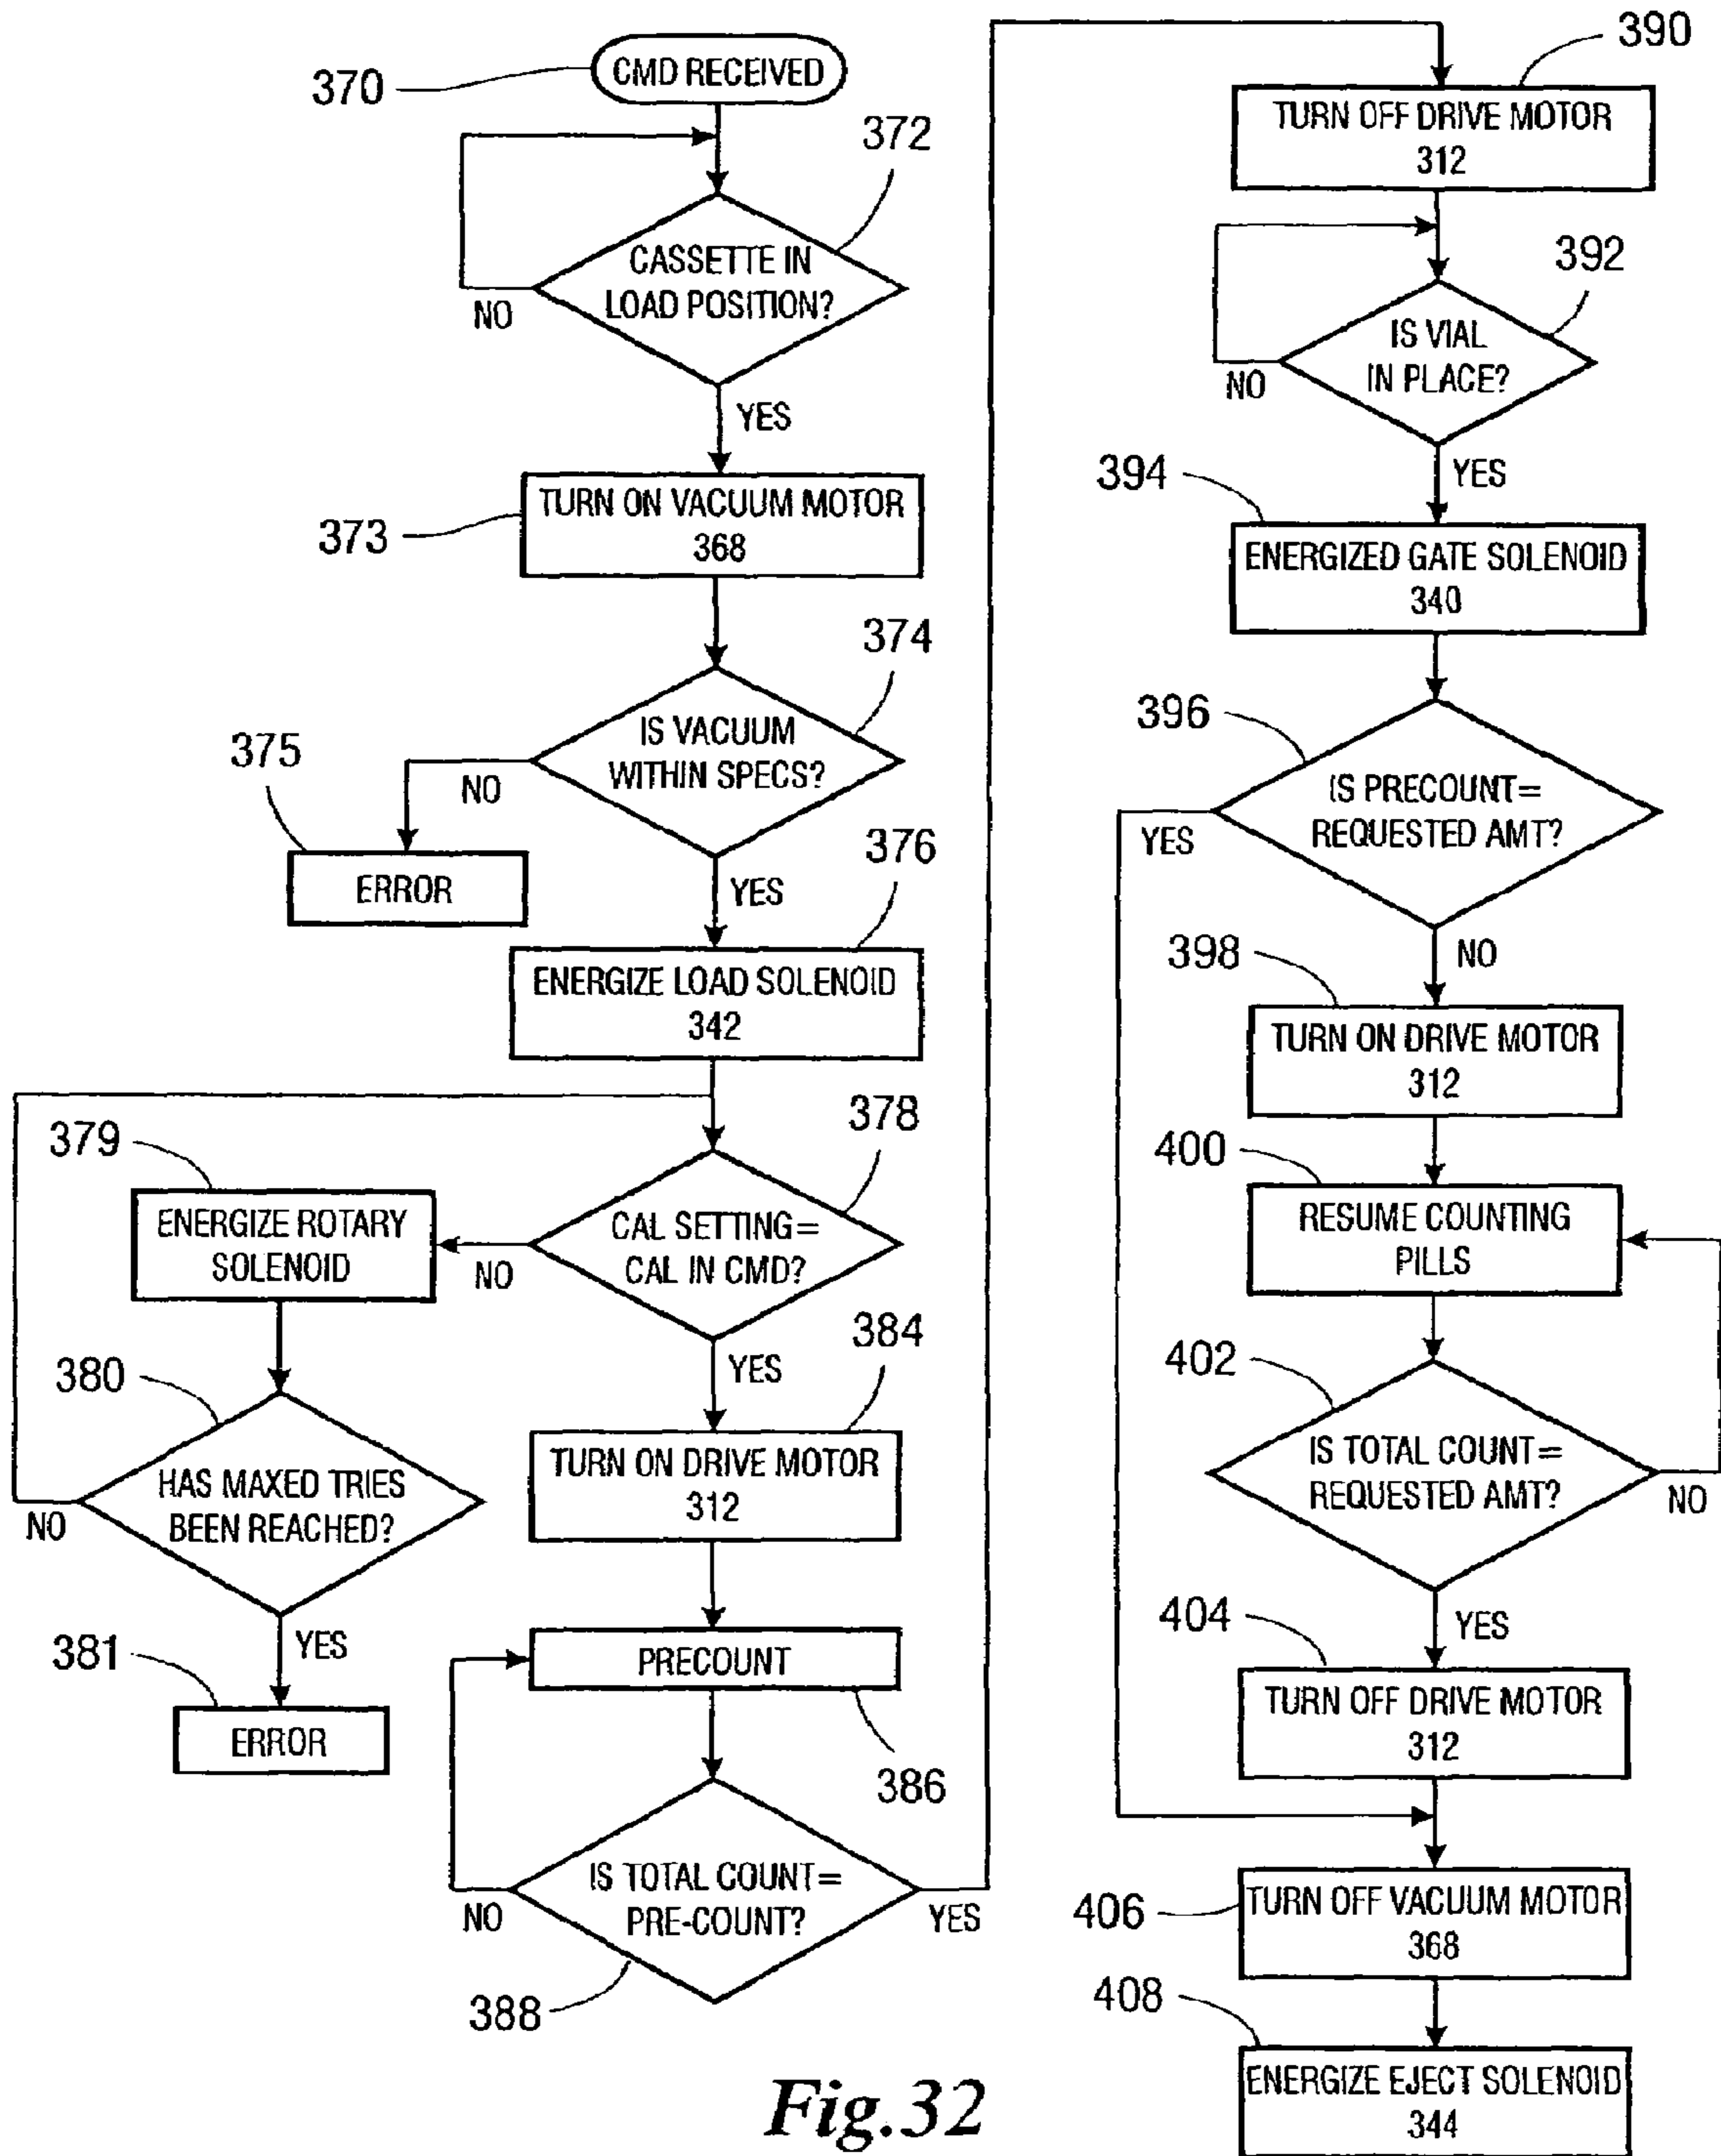 370
CMD RECEIVED
372
CASSETTE IN
LOAD POSITION?
NO
YES
373
TURN ON VACUUM MOTOR
368
374
IS VACUUM
WITHIN SPECS?
NO
375
ERROR
YES
376
ENERGIZE LOAD SOLENOID
342
378
CAL SETTING=
CAL IN CMD?
NO
379
ENERGIZE ROTARY
SOLENOID
380
HAS MAXED TRIES
BEEN REACHED?
NO
YES
381
ERROR
YES
384
TURN ON DRIVE MOTOR
312
PRECOUNT
386
IS TOTAL COUNT=
PRE-COUNT?
NO
YES
388
390
TURN OFF DRIVE MOTOR
312
392
IS VIAL
IN PLACE?
NO
YES
394
ENERGIZED GATE SOLENOID
340
396
IS PRECOUNT=
REQUESTED AMT?
YES
NO
398
TURN ON DRIVE MOTOR
312
400
RESUME COUNTING
PILLS
402
IS TOTAL COUNT=
REQUESTED AMT?
NO
YES
404
TURN OFF DRIVE MOTOR
312
406
TURN OFF VACUUM MOTOR
368
408
ENERGIZE EJECT SOLENOID
344
Fig.32